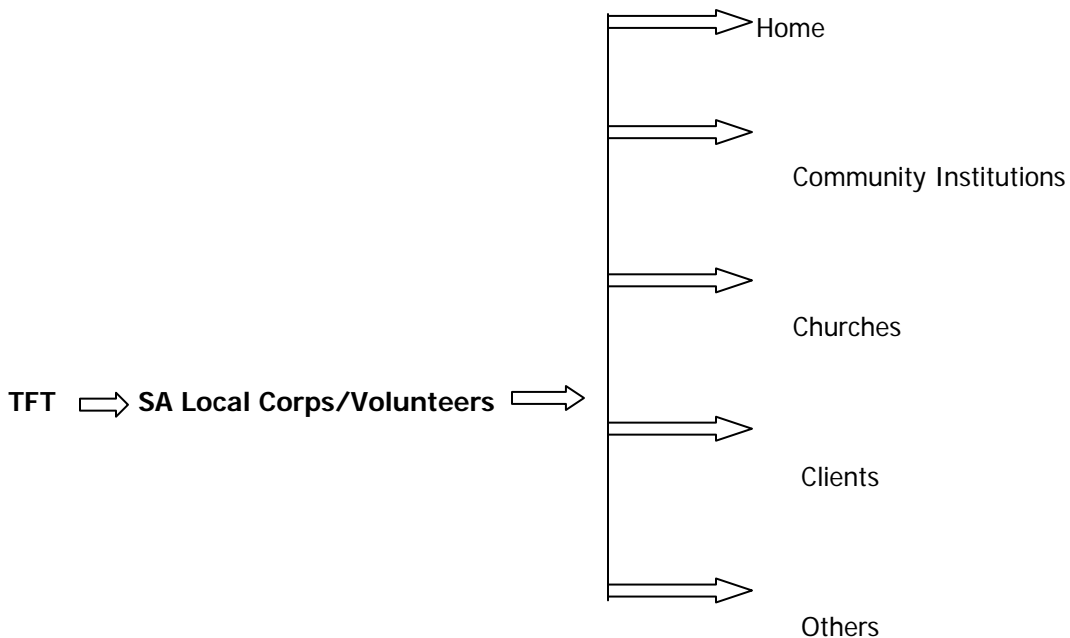 Home
Community Institutions
Churches
TFT SA Local Corps/Volunteers
Clients
Others